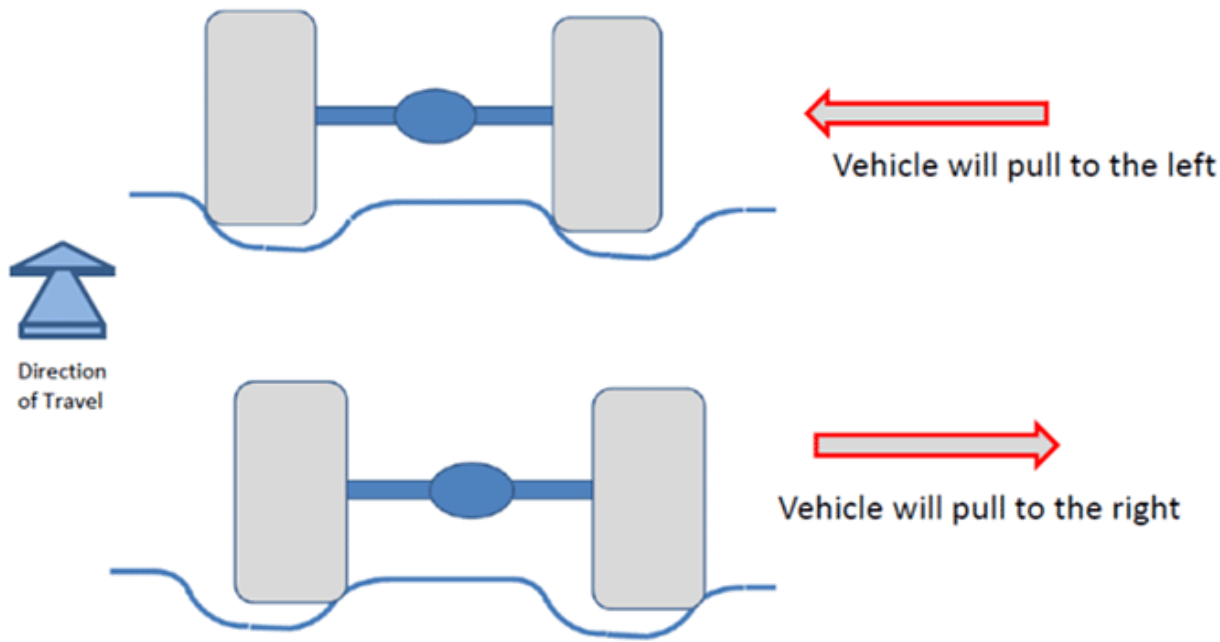 Vehicle will pull to the left
Direction
of Travel
Vehicle will pull to the right